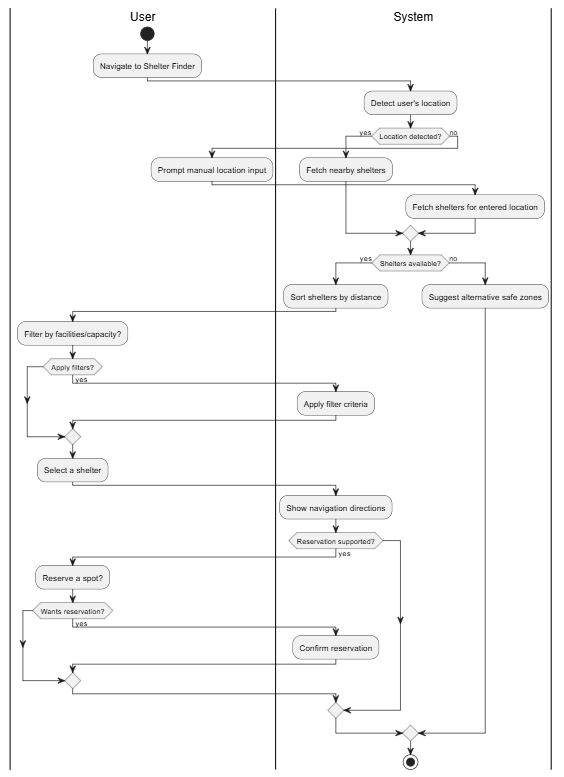 User
System
Navigate to Shelter Finder
Detect user's location
yes
Location detected?
no
Prompt manual location input
Fetch nearby shelters
Fetch shelters for entered location
yes
Shelters available?
no
Sort shelters by distance
Suggest alternative safe zones
Filter by facilities/capacity?
Apply filters?
yes
Apply filter criteria
Select a shelter
Show navigation directions
Reservation supported?
yes
Reserve a spot?
Wants reservation?
yes
Confirm reservation